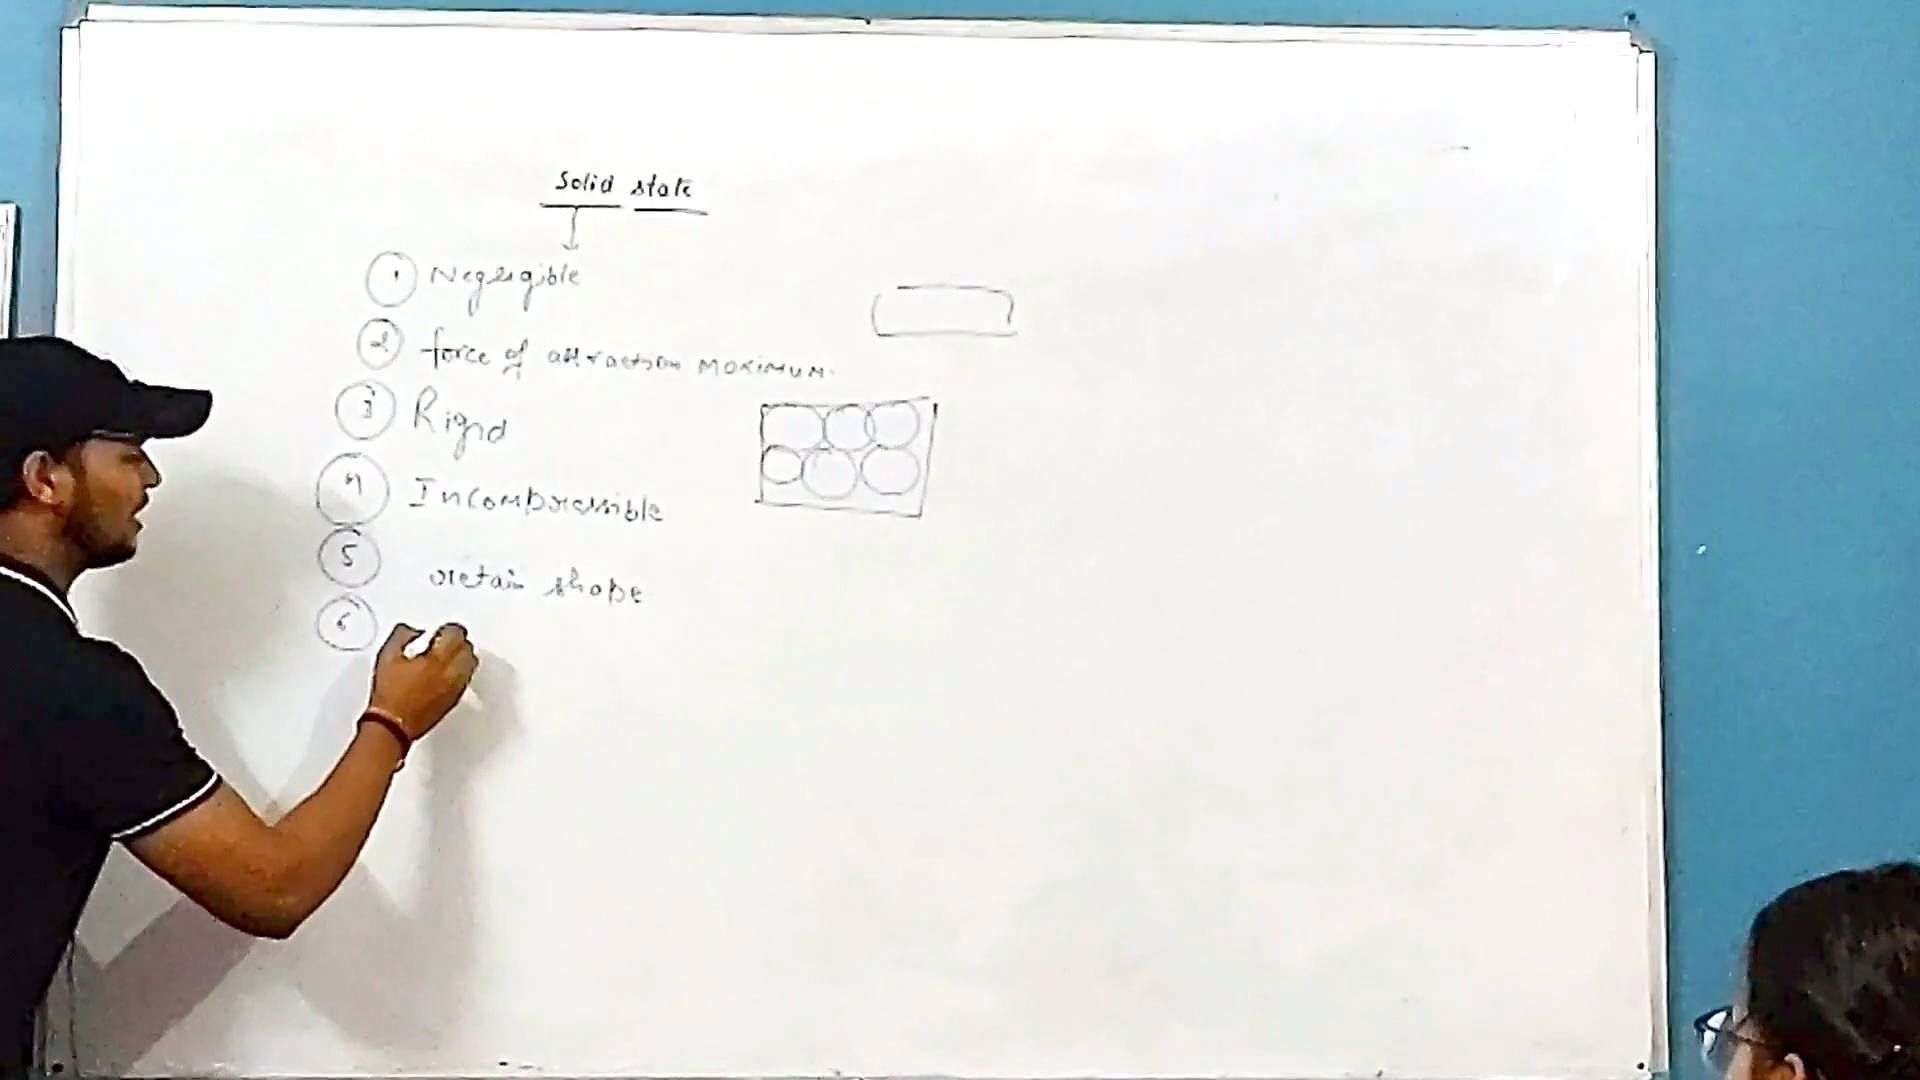 Solid state
1 Negligible
2 force of attraction maximum.
3 Rigid
4 Incompressible
5 retain shape
6